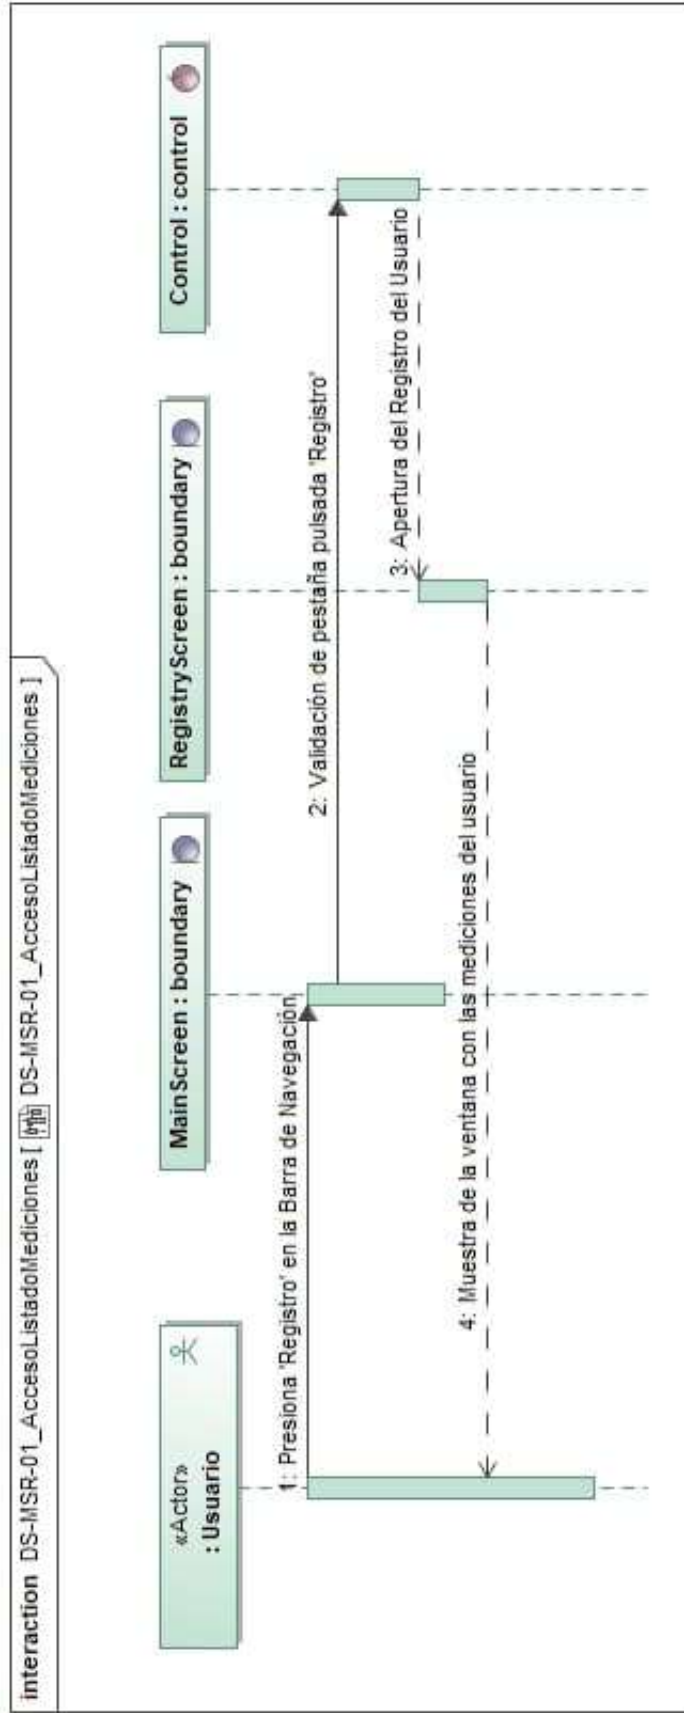 interaction DS-MSR-01_AccesoListadoMediciones [ DS-MSR-01_AccesoListadoMediciones ]
«Actor»
: Usuario
MainScreen : boundary
RegistryScreen : boundary
Control : control
1: Presiona 'Registro' en la Barra de Navegación
2: Validación de pestaña pulsada 'Registro'
3: Apertura del Registro del Usuario
4: Muestra de la ventana con las mediciones del usuario